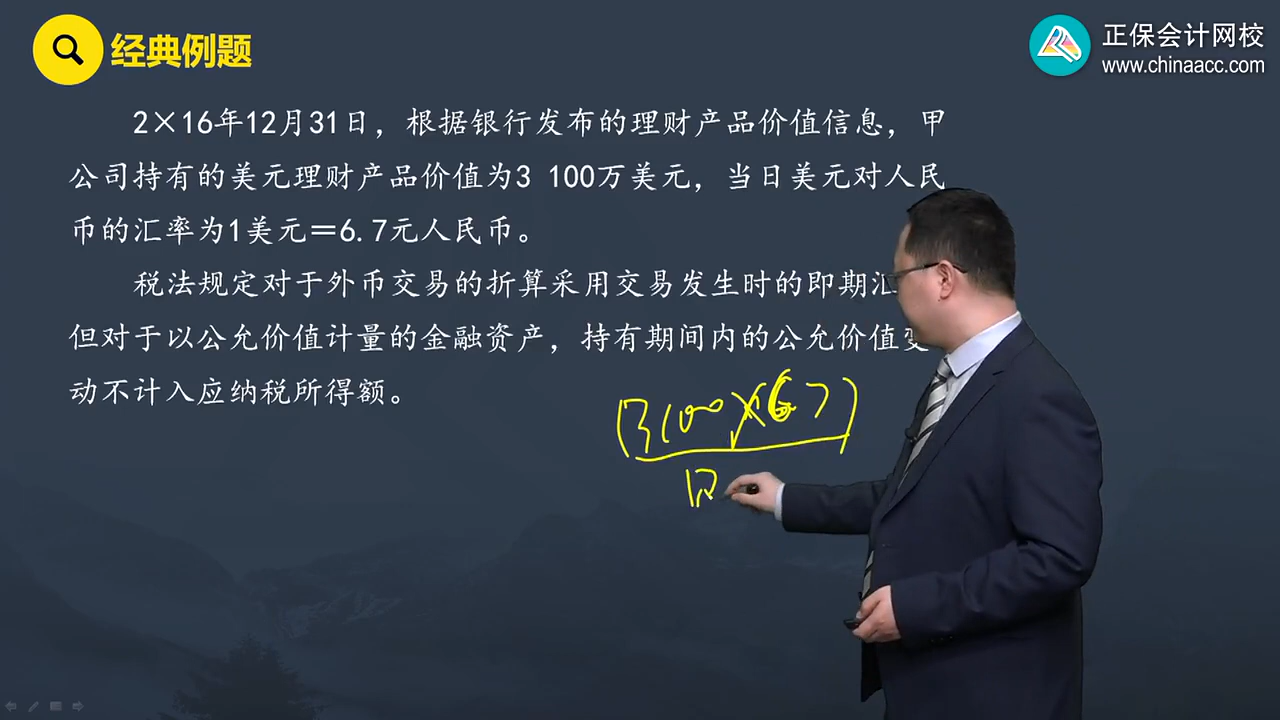 经典例题
正保会计网校
www.chinaacc.com
2×16年12月31日，根据银行发布的理财产品价值信息，甲
公司持有的美元理财产品价值为3 100万美元，当日美元对人民
币的汇率为1美元＝6.7元人民币。
税法规定对于外币交易的折算采用交易发生时的即期汇
但对于以公允价值计量的金融资产，持有期间内的公允价值变
动不计入应纳税所得额。
(3100×6.7)